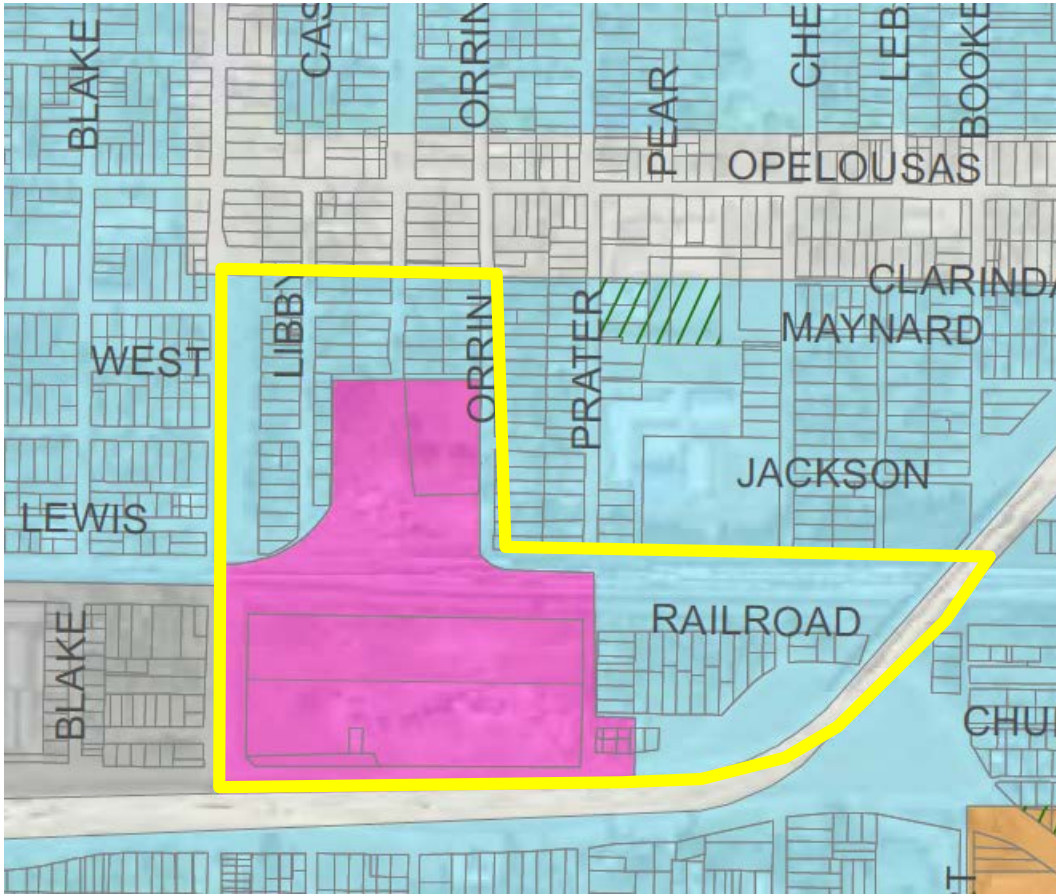 BLAKE
CAS
ORRIN
PEAR
CHE
LEB
BOOKE
OPELOUSAS
CLARINDA
LIBBY
ORRIN
PRATER
MAYNARD
WEST
JACKSON
LEWIS
BLAKE
RAILROAD
CHU
T